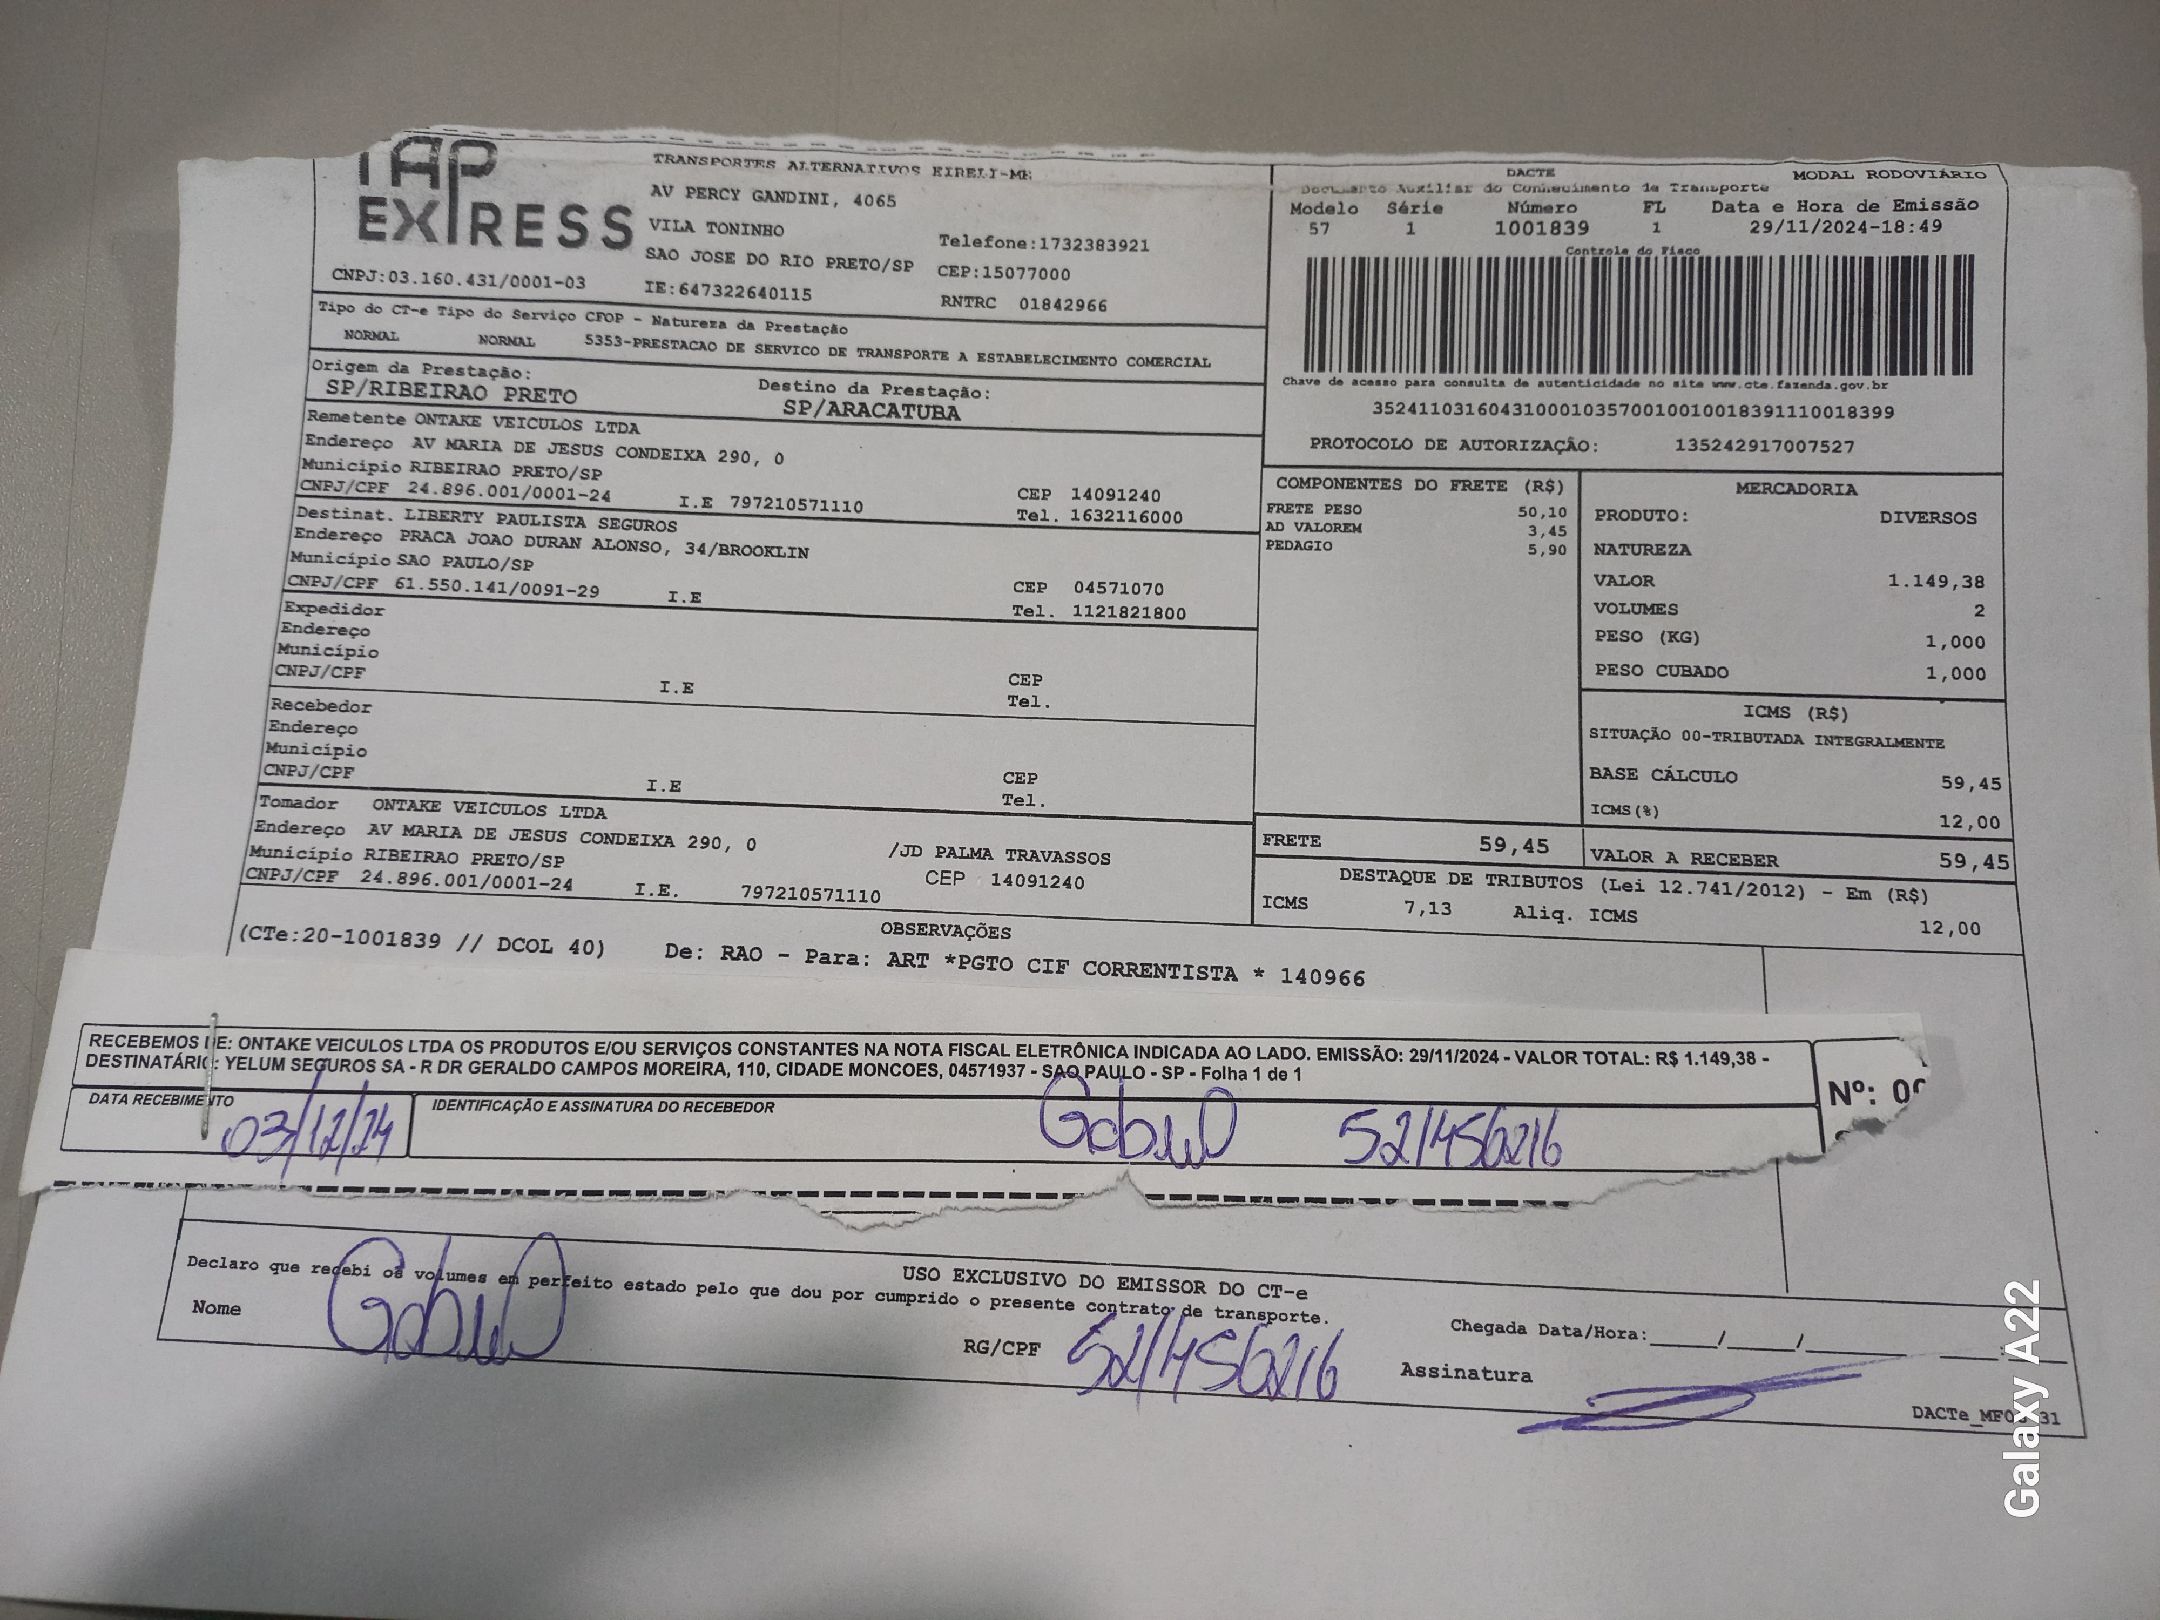 TAP
EXPRESS
TRANSPORTES ALTERNATIVOS EIRELI-ME
AV PERCY GANDINI, 4065
VILA TONINHO
Telefone:1732383921
SAO JOSE DO RIO PRETO/SP CEP:15077000
CNPJ:03.160.431/0001-03 IE:647322640115 RNTRC 01842966
DACTE MODAL RODOVIÁRIO
Documento Auxiliar do Conhecimento de Transporte
Modelo Série Número FL Data e Hora de Emissão
57 1 1001839 1 29/11/2024-18:49
Controle do Fisco
Chave de acesso para consulta de autenticidade no site www.cte.fazenda.gov.br
35241103160431000103570010010018391110018399
PROTOCOLO DE AUTORIZAÇÃO: 135242917007527
Tipo do CT-e Tipo do Serviço CFOP - Natureza da Prestação
NORMAL NORMAL 5353-PRESTACAO DE SERVICO DE TRANSPORTE A ESTABELECIMENTO COMERCIAL
Origem da Prestação: Destino da Prestação:
SP/RIBEIRAO PRETO SP/ARACATUBA
Remetente ONTAKE VEICULOS LTDA
Endereço AV MARIA DE JESUS CONDEIXA 290, 0
Município RIBEIRAO PRETO/SP CEP 14091240
CNPJ/CPF 24.896.001/0001-24 I.E 797210571110 Tel. 1632116000
Destinat. LIBERTY PAULISTA SEGUROS
Endereço PRACA JOAO DURAN ALONSO, 34/BROOKLIN
Município SAO PAULO/SP CEP 04571070
CNPJ/CPF 61.550.141/0091-29 I.E Tel. 1121821800
Expedidor
Endereço
Município CEP
CNPJ/CPF I.E Tel.
Recebedor
Endereço
Município CEP
CNPJ/CPF I.E Tel.
Tomador ONTAKE VEICULOS LTDA
Endereço AV MARIA DE JESUS CONDEIXA 290, 0 /JD PALMA TRAVASSOS
Município RIBEIRAO PRETO/SP CEP 14091240
CNPJ/CPF 24.896.001/0001-24 I.E. 797210571110
COMPONENTES DO FRETE (R$)
FRETE PESO 50,10
AD VALOREM 3,45
PEDAGIO 5,90
MERCADORIA
PRODUTO: DIVERSOS
NATUREZA
VALOR 1.149,38
VOLUMES 2
PESO (KG) 1,000
PESO CUBADO 1,000
ICMS (R$)
SITUAÇÃO 00-TRIBUTADA INTEGRALMENTE
BASE CÁLCULO 59,45
ICMS(%) 12,00
FRETE 59,45 VALOR A RECEBER 59,45
DESTAQUE DE TRIBUTOS (Lei 12.741/2012) - Em (R$)
ICMS 7,13 Aliq. ICMS 12,00
OBSERVAÇÕES
(CTe:20-1001839 // DCOL 40) De: RAO - Para: ART *PGTO CIF CORRENTISTA * 140966
RECEBEMOS DE: ONTAKE VEICULOS LTDA OS PRODUTOS E/OU SERVIÇOS CONSTANTES NA NOTA FISCAL ELETRÔNICA INDICADA AO LADO. EMISSÃO: 29/11/2024 - VALOR TOTAL: R$ 1.149,38 -
DESTINATÁRIO: YELUM SEGUROS SA - R DR GERALDO CAMPOS MOREIRA, 110, CIDADE MONCOES, 04571937 - SAO PAULO - SP - Folha 1 de 1
Nº: 00
DATA RECEBIMENTO IDENTIFICAÇÃO E ASSINATURA DO RECEBEDOR
03/12/24
USO EXCLUSIVO DO EMISSOR DO CT-e
Declaro que recebi os volumes em perfeito estado pelo que dou por cumprido o presente contrato de transporte.
Nome RG/CPF Chegada Data/Hora:____/____/____
Assinatura
Galaxy A22